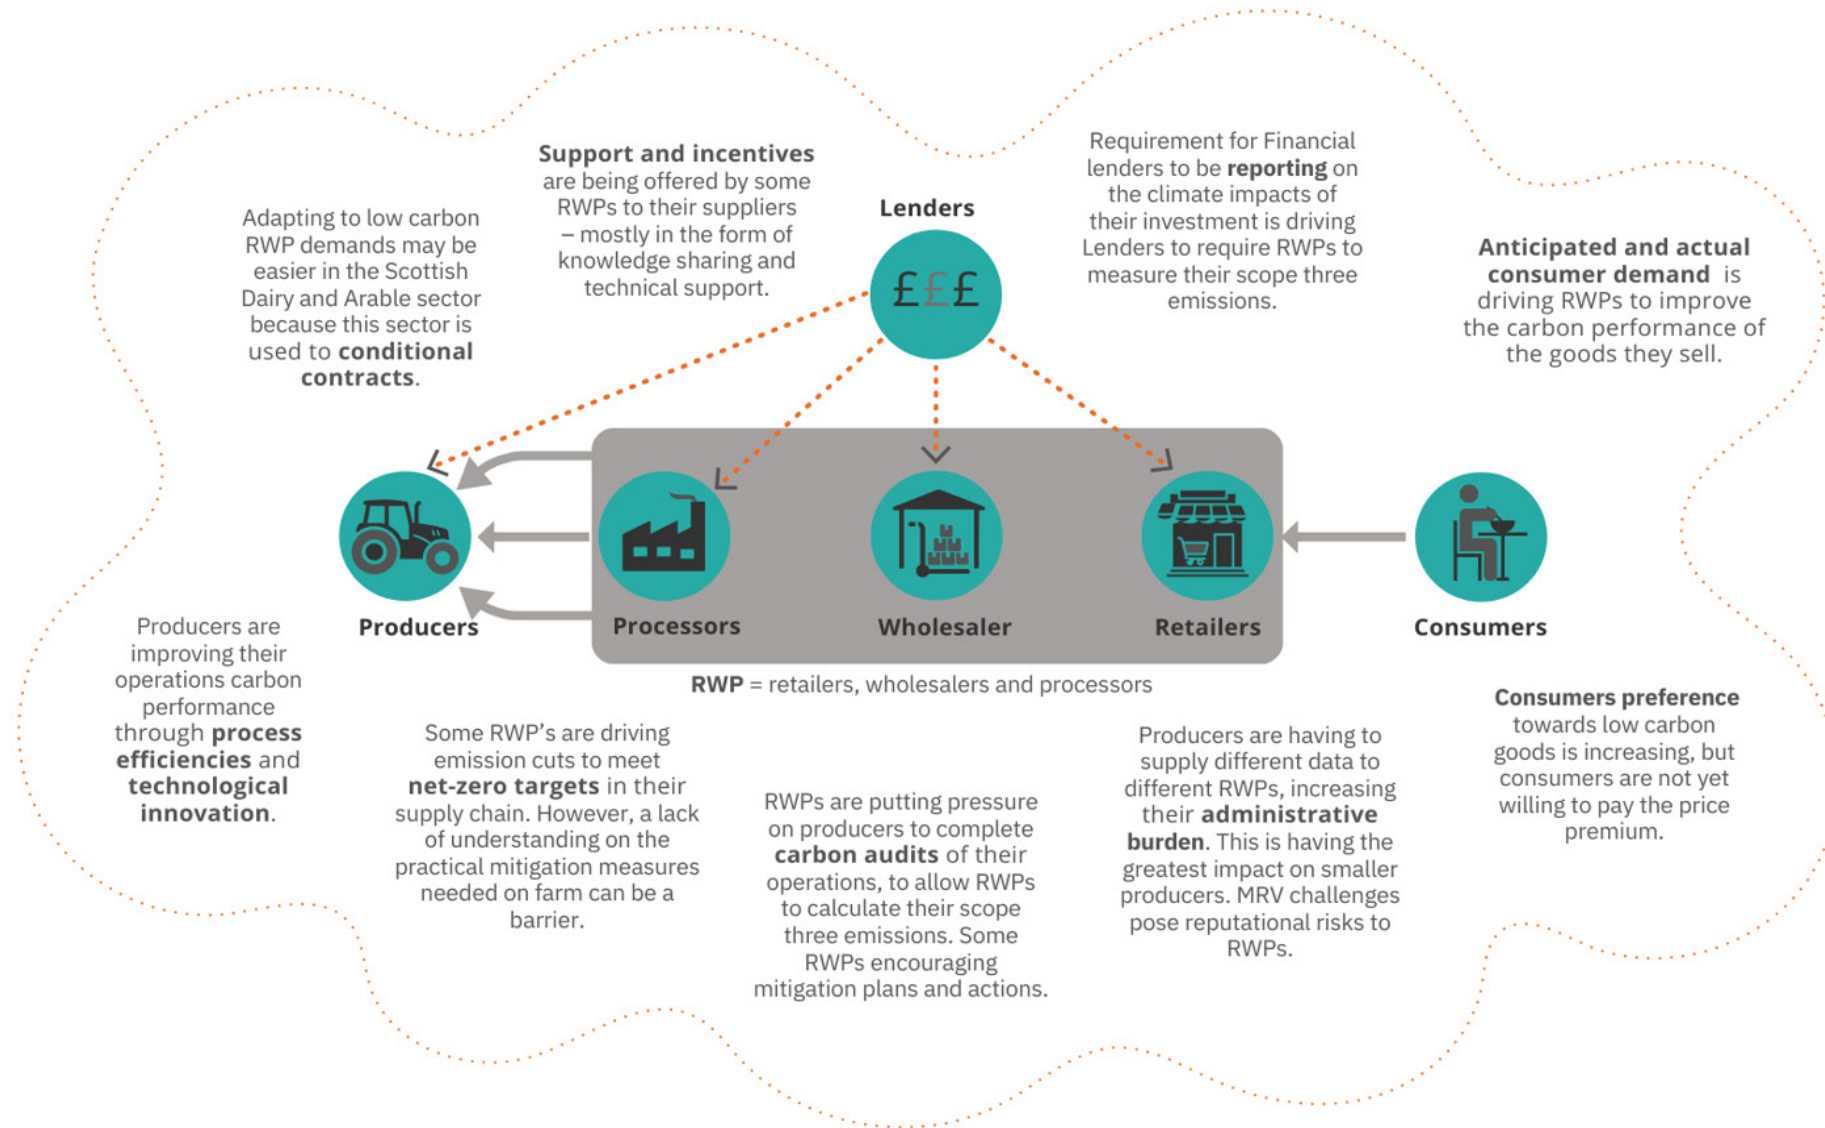 Adapting to low carbon
RWP demands may be
easier in the Scottish
Dairy and Arable sector
because this sector is
used to conditional
contracts.
Support and incentives
are being offered by some
RWPs to their suppliers
– mostly in the form of
knowledge sharing and
technical support.
Lenders
£££
Requirement for Financial
lenders to be reporting on
the climate impacts of
their investment is driving
Lenders to require RWPs to
measure their scope three
emissions.
Anticipated and actual
consumer demand is
driving RWPs to improve
the carbon performance of
the goods they sell.
Producers
Processors
Wholesaler
Retailers
Consumers
RWP = retailers, wholesalers and processors
Producers are
improving their
operations carbon
performance
through process
efficiencies and
technological
innovation.
Some RWP's are driving
emission cuts to meet
net-zero targets in their
supply chain. However, a lack
of understanding on the
practical mitigation measures
needed on farm can be a
barrier.
RWPs are putting pressure
on producers to complete
carbon audits of their
operations, to allow RWPs
to calculate their scope
three emissions. Some
RWPs encouraging
mitigation plans and actions.
Producers are having to
supply different data to
different RWPs, increasing
their administrative
burden. This is having the
greatest impact on smaller
producers. MRV challenges
pose reputational risks to
RWPs.
Consumers preference
towards low carbon
goods is increasing, but
consumers are not yet
willing to pay the price
premium.